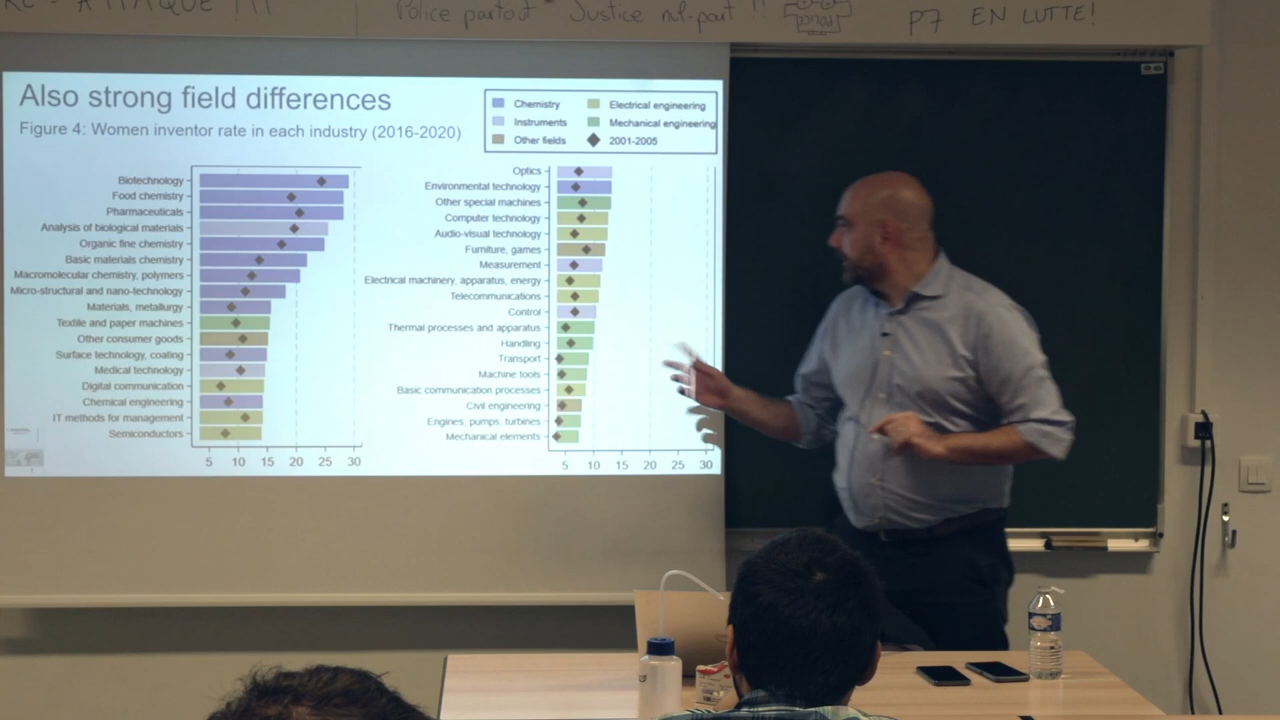 ATTAQUE !!!
Police partout Justice nul-part !!
P7 EN LUTTE!
Also strong field differences
Figure 4: Women inventor rate in each industry (2016-2020)
Chemistry
Electrical engineering
Instruments
Mechanical engineering
Other fields
2001-2005
Biotechnology
Food chemistry
Pharmaceuticals
Analysis of biological materials
Organic fine chemistry
Basic materials chemistry
Macromolecular chemistry, polymers
Micro-structural and nano-technology
Materials, metallurgy
Textile and paper machines
Other consumer goods
Surface technology, coating
Medical technology
Digital communication
Chemical engineering
IT methods for management
Semiconductors
5 10 15 20 25 30
Optics
Environmental technology
Other special machines
Computer technology
Audio-visual technology
Furniture, games
Measurement
Electrical machinery, apparatus, energy
Telecommunications
Control
Thermal processes and apparatus
Handling
Transport
Machine tools
Basic communication processes
Civil engineering
Engines, pumps, turbines
Mechanical elements
5 10 15 20 25 30